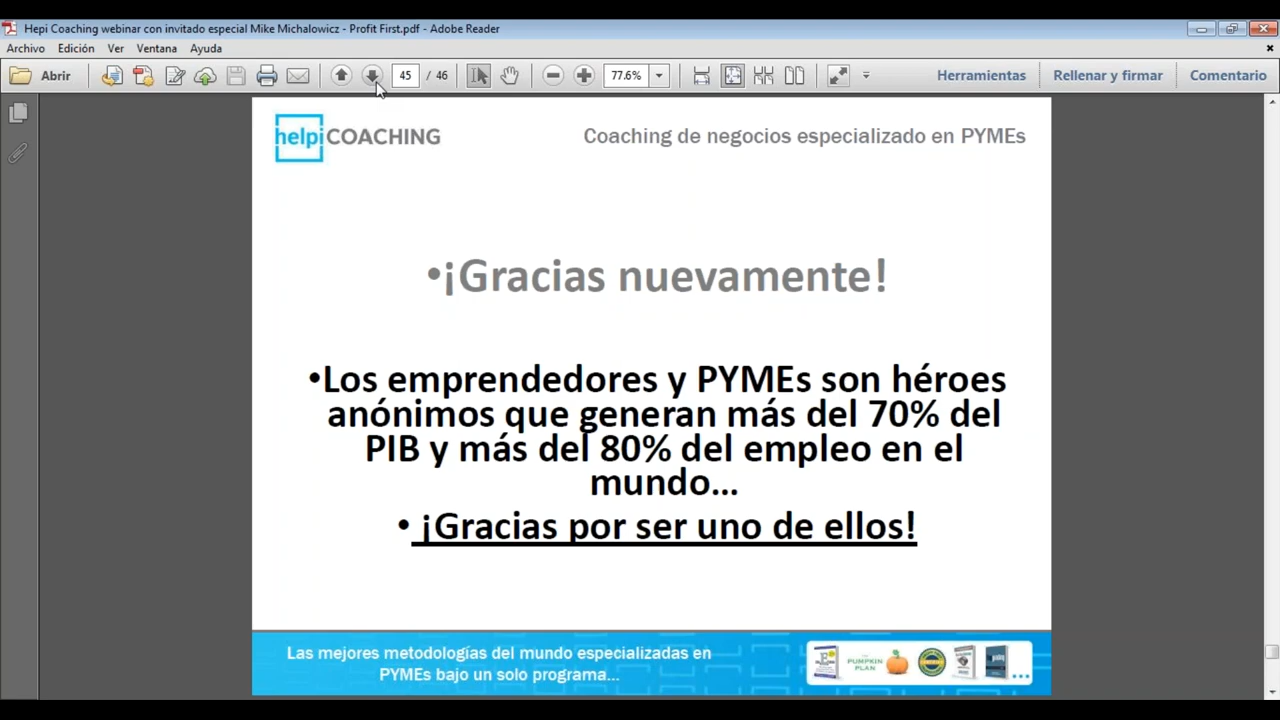 Hepi Coaching webinar con invitado especial Mike Michalowicz - Profit First.pdf - Adobe Reader
Archivo Edición Ver Ventana Ayuda
Abrir 45 / 46 77.6% Herramientas Rellenar y firmar Comentario
helpi COACHING
Coaching de negocios especializado en PYMEs
•¡Gracias nuevamente!
•Los emprendedores y PYMEs son héroes
anónimos que generan más del 70% del
PIB y más del 80% del empleo en el
mundo...
• ¡Gracias por ser uno de ellos!
Las mejores metodologías del mundo especializadas en
PYMEs bajo un solo programa...
PUMPKIN
PLAN
...